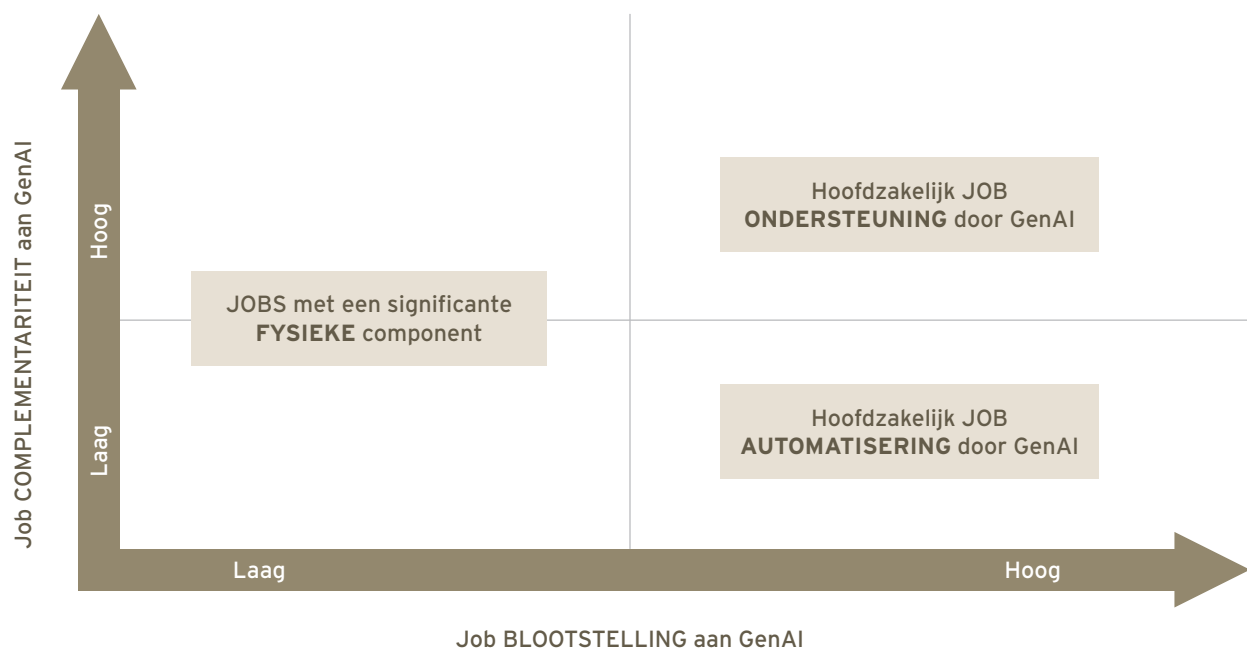 Job COMPLEMENTARITEIT aan GenAI
Hoog
Laag
Hoofdzakelijk JOB
ONDERSTEUNING door GenAI
JOBS met een significante
FYSIEKE component
Hoofdzakelijk JOB
AUTOMATISERING door GenAI
Laag
Hoog
Job BLOOTSTELLING aan GenAI